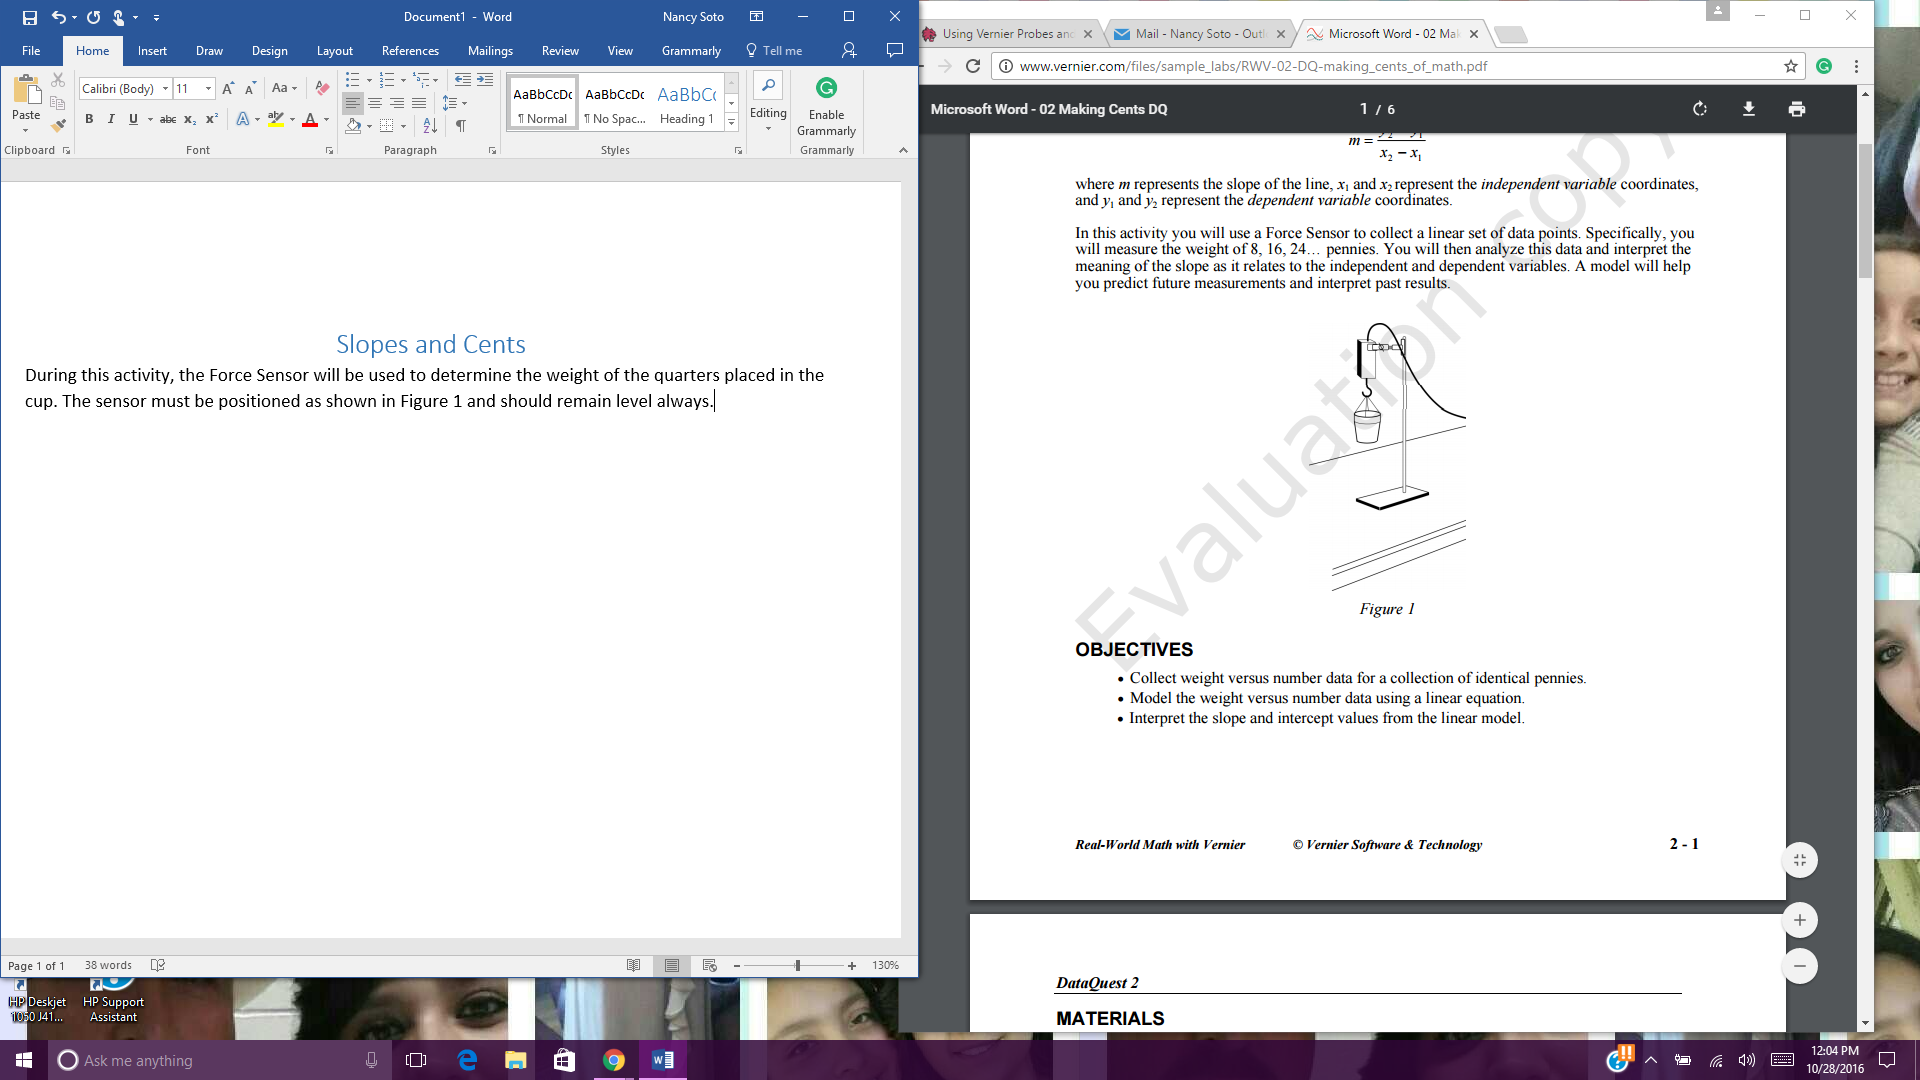 Document1 - Word
Nancy Soto
File Home Insert Draw Design Layout References Mailings Review View Grammarly Tell me
Paste
Calibri (Body) 11
Aa
B I U abc x₂ x²
AaBbCcDc AaBbCcDc AaBbCc
¶ Normal ¶ No Spac... Heading 1
Editing
Enable
Grammarly
Clipboard Font Paragraph Styles Grammarly
Slopes and Cents
During this activity, the Force Sensor will be used to determine the weight of the quarters placed in the
cup. The sensor must be positioned as shown in Figure 1 and should remain level always.
Page 1 of 1 38 words
130%
Using Vernier Probes and
Mail - Nancy Soto - Outl
Microsoft Word - 02 Mak
www.vernier.com/files/sample_labs/RWV-02-DQ-making_cents_of_math.pdf
Microsoft Word - 02 Making Cents DQ 1 / 6
m = y₂ − y₁
x₂ − x₁
where m represents the slope of the line, x₁ and x₂ represent the independent variable coordinates,
and y₁ and y₂ represent the dependent variable coordinates.
In this activity you will use a Force Sensor to collect a linear set of data points. Specifically, you
will measure the weight of 8, 16, 24… pennies. You will then analyze this data and interpret the
meaning of the slope as it relates to the independent and dependent variables. A model will help
you predict future measurements and interpret past results.
Evaluation copy
Figure 1
OBJECTIVES
• Collect weight versus number data for a collection of identical pennies.
• Model the weight versus number data using a linear equation.
• Interpret the slope and intercept values from the linear model.
Real-World Math with Vernier © Vernier Software & Technology 2 - 1
DataQuest 2
MATERIALS
HP Deskjet
1050 J41...
HP Support
Assistant
Ask me anything
12:04 PM
10/28/2016